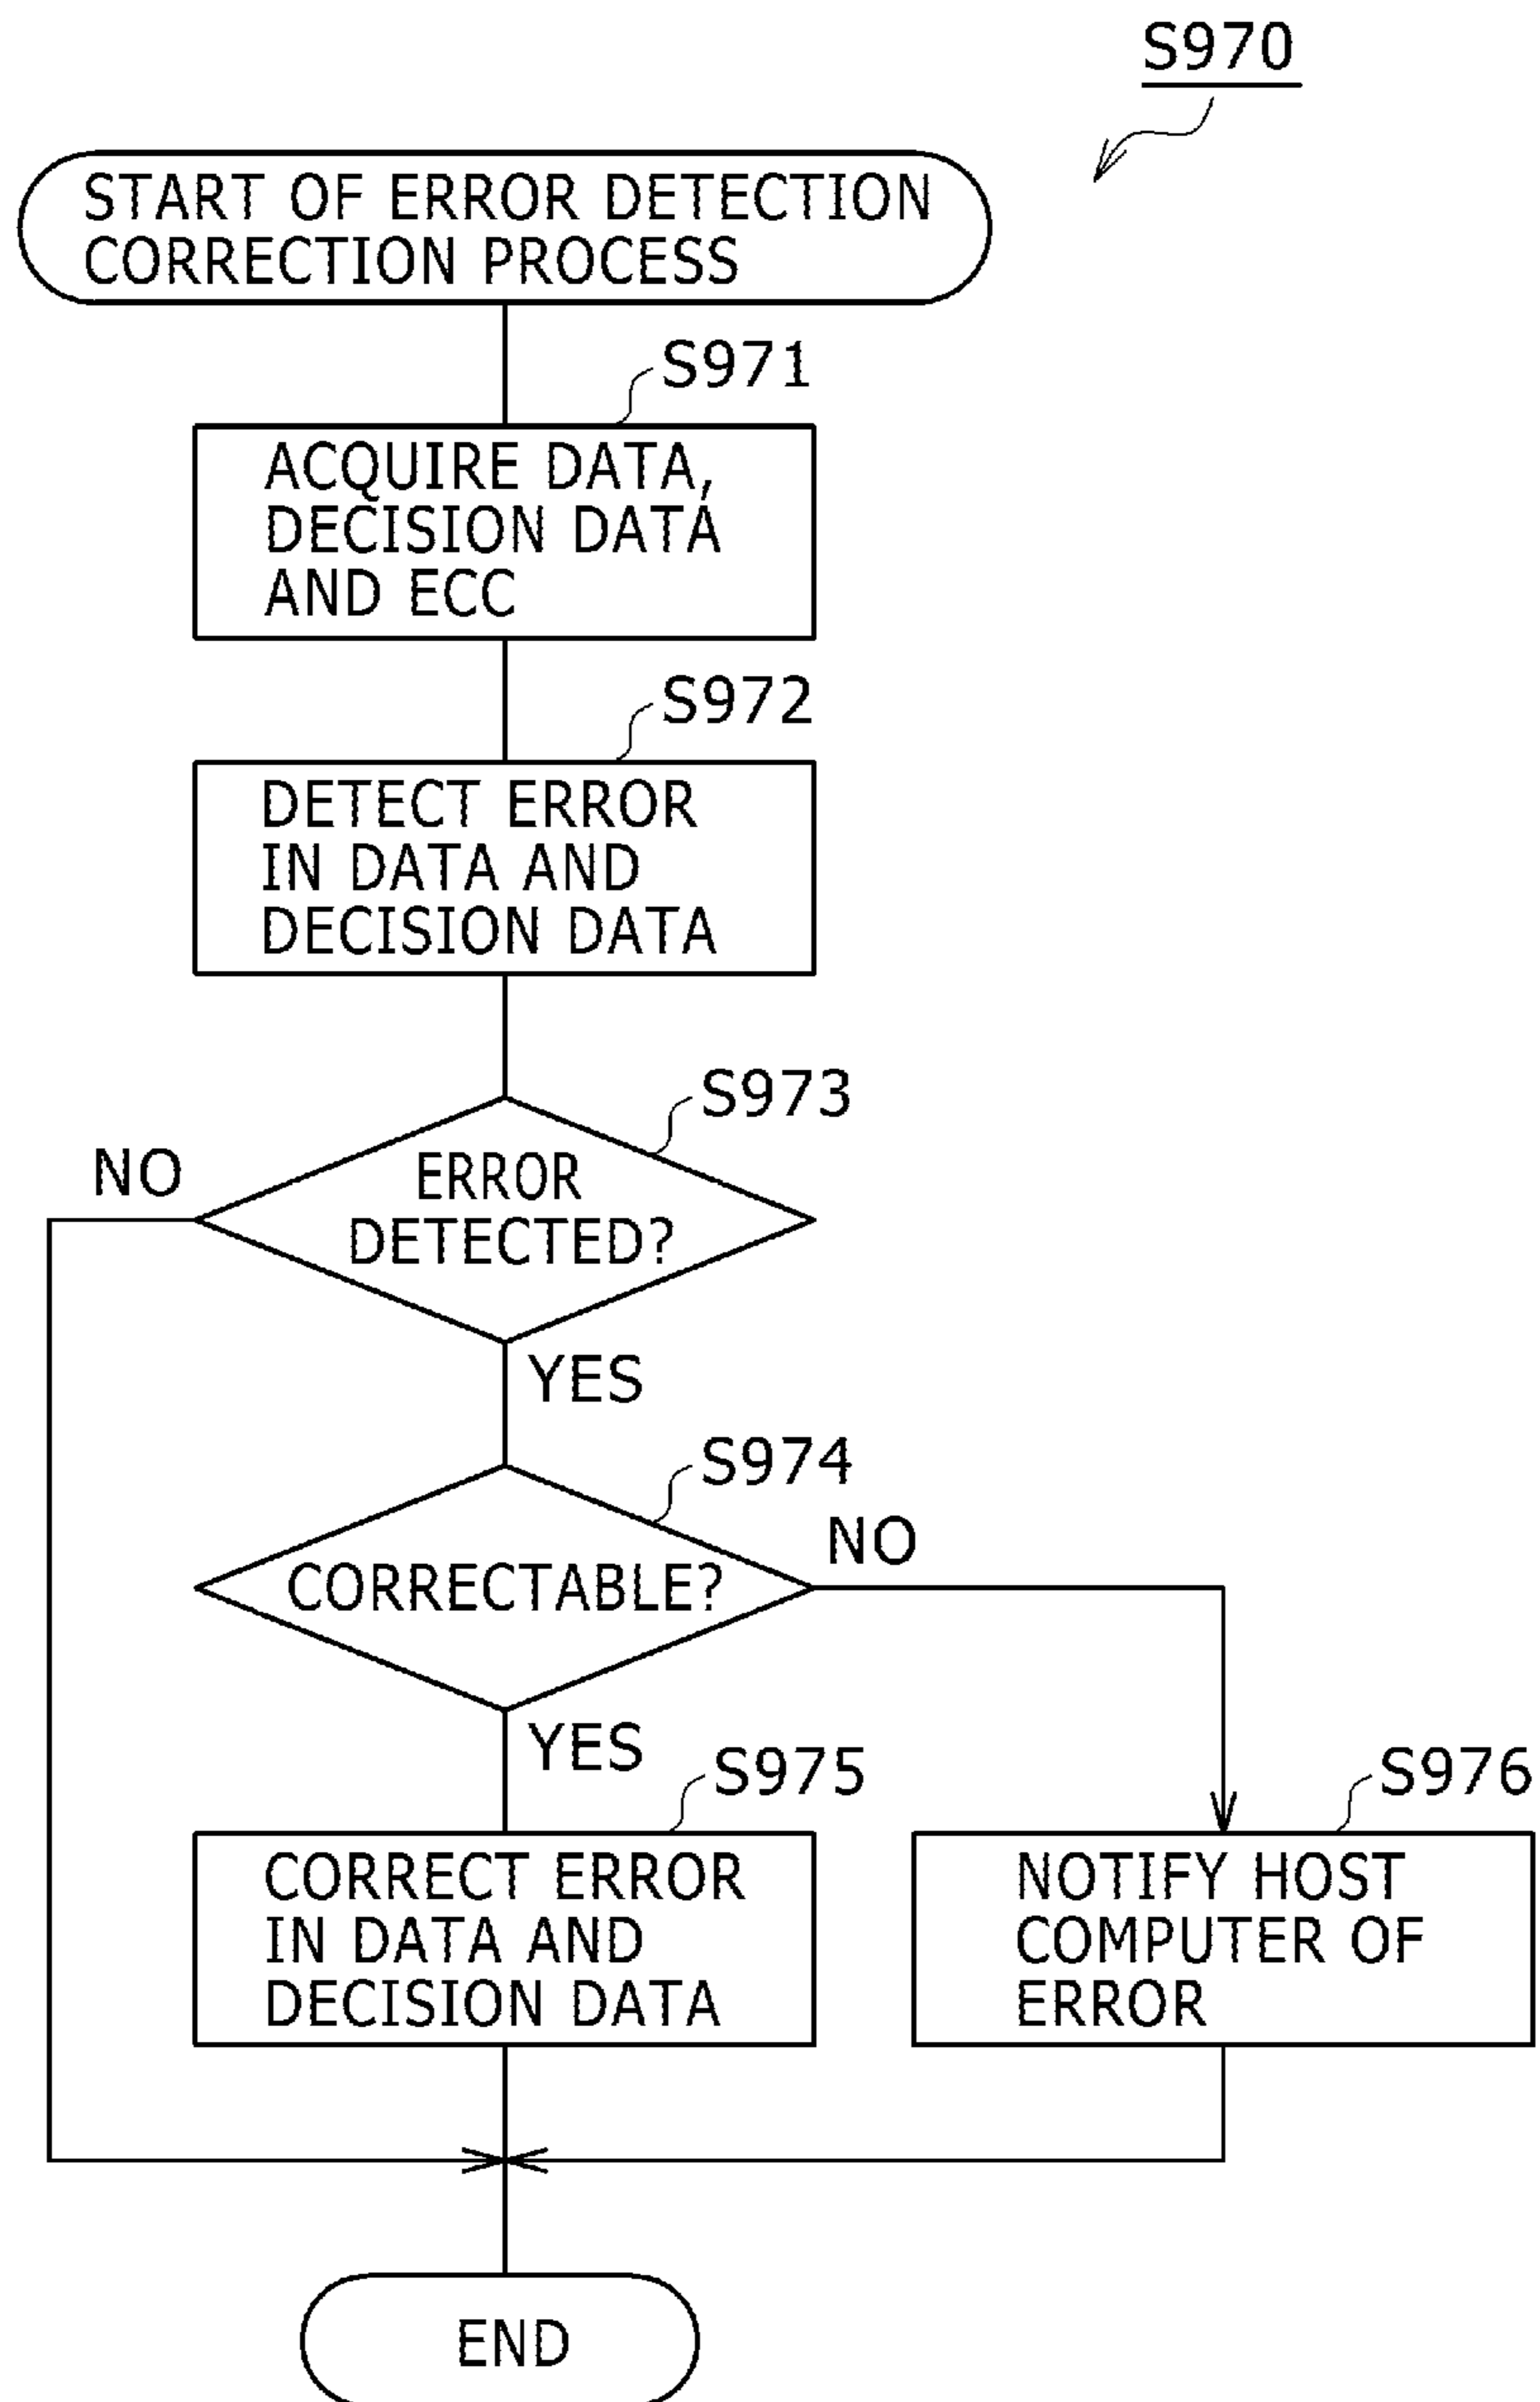 S970
START OF ERROR DETECTION
CORRECTION PROCESS
S971
ACQUIRE DATA,
DECISION DATA
AND ECC
S972
DETECT ERROR
IN DATA AND
DECISION DATA
S973
NO
ERROR
DETECTED?
YES
S974
NO
CORRECTABLE?
YES
S975
S976
CORRECT ERROR
IN DATA AND
DECISION DATA
NOTIFY HOST
COMPUTER OF
ERROR
END